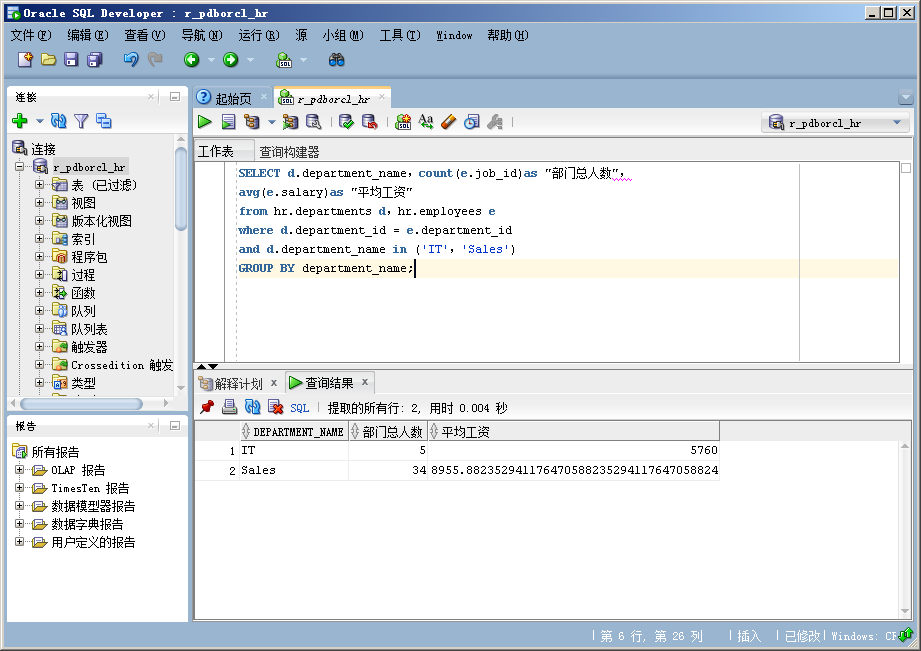 Oracle SQL Developer : r_pdborcl_hr
文件(F) 编辑(E) 查看(V) 导航(N) 运行(R) 源 小组(M) 工具(T) Window 帮助(H)
连接
连接
r_pdborcl_hr
表 (已过滤)
视图
版本化视图
索引
程序包
过程
函数
队列
队列表
触发器
Crossedition 触发
类型
报告
所有报告
OLAP 报告
TimesTen 报告
数据模型器报告
数据字典报告
用户定义的报告
起始页 r_pdborcl_hr
r_pdborcl_hr
工作表 查询构建器
SELECT d.department_name，count(e.job_id)as "部门总人数"，
avg(e.salary)as "平均工资"
from hr.departments d，hr.employees e
where d.department_id = e.department_id
and d.department_name in ('IT'，'Sales')
GROUP BY department_name;
解释计划 查询结果
SQL 提取的所有行: 2, 用时 0.004 秒
DEPARTMENT_NAME 部门总人数 平均工资
1 IT 5 5760
2 Sales 34 8955.88235294117647058823529411764705882​4
第 6 行, 第 26 列 插入 已修改 Windows: CR